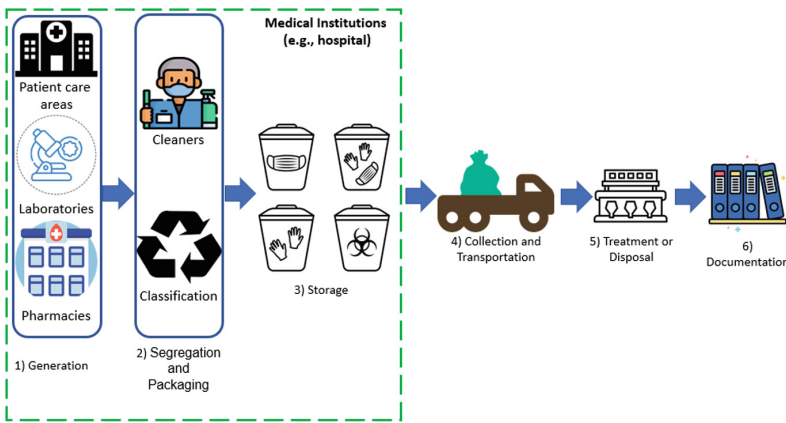 Medical Institutions
(e.g., hospital)
Patient care
areas
Laboratories
Pharmacies
1) Generation
Cleaners
Classification
2) Segregation
and
Packaging
3) Storage
4) Collection and
Transportation
5) Treatment or
Disposal
6)
Documentation